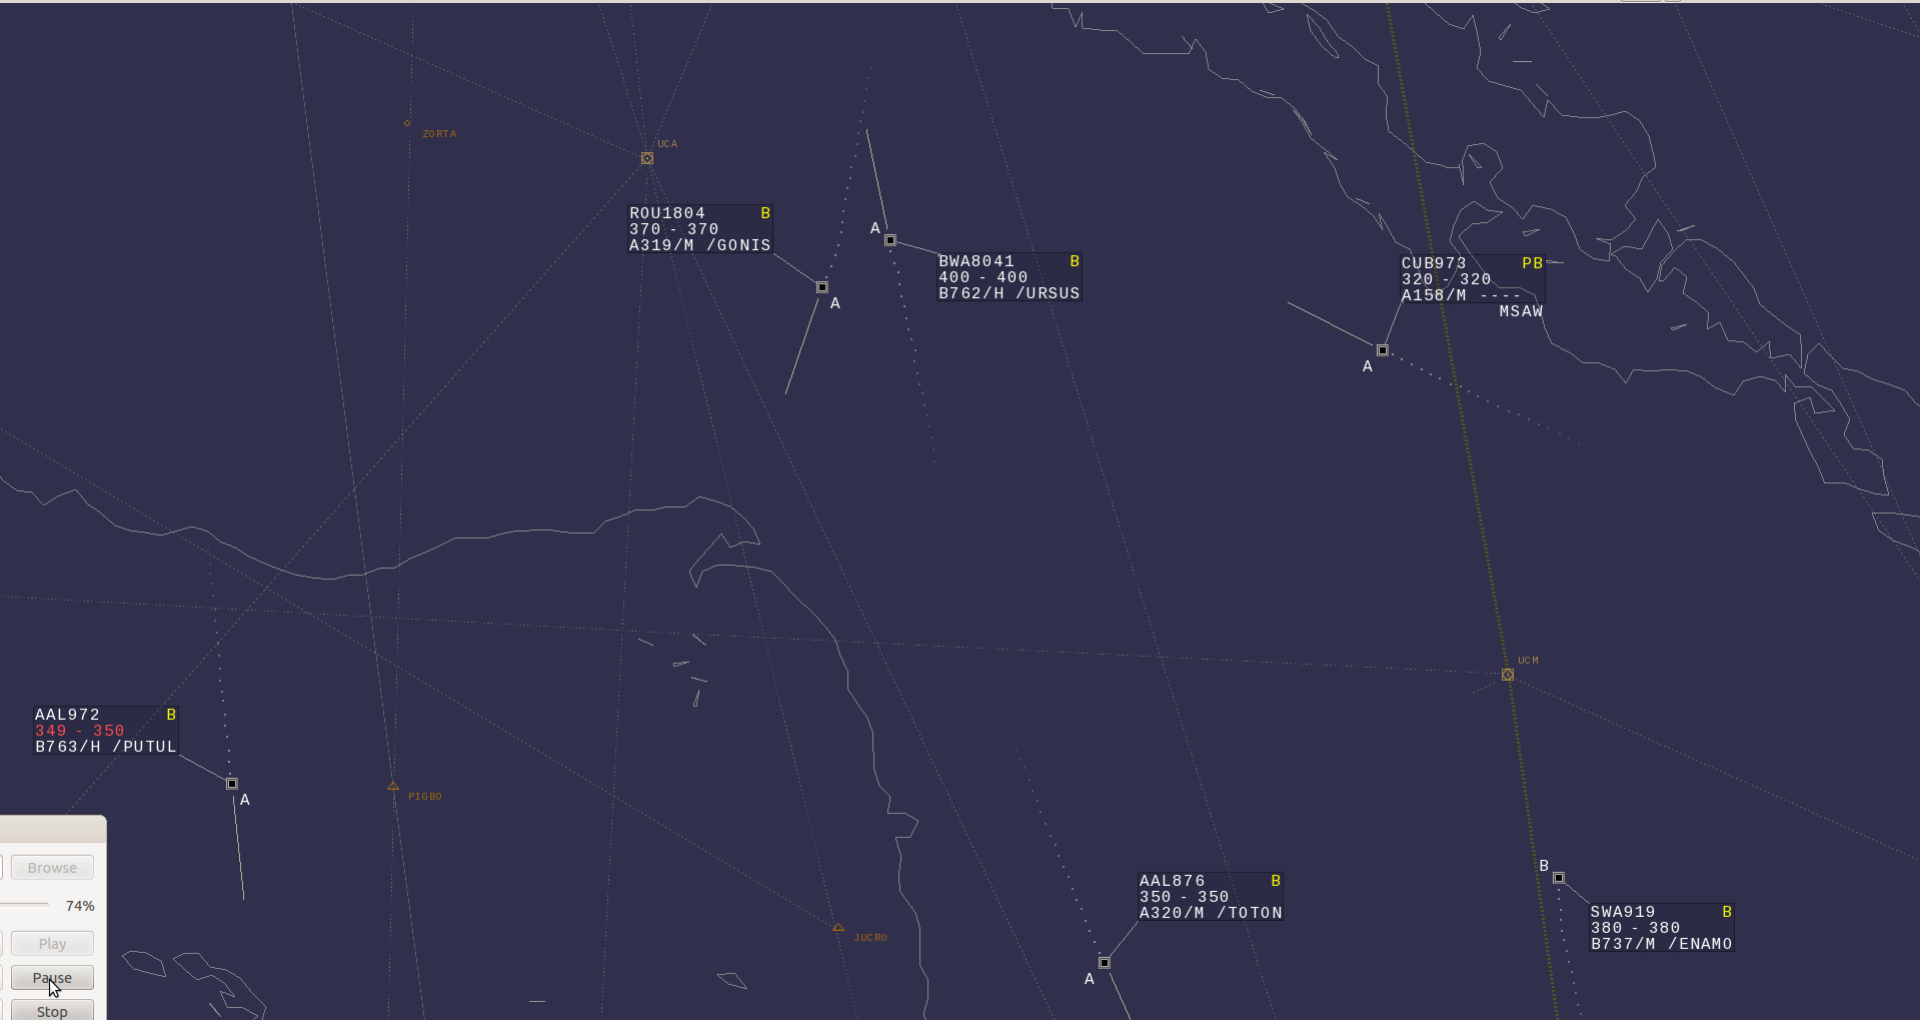 ZORTA
UCA
ROU1804 B
370 - 370
A319/M /GONIS
A
A
BWA8041 B
400 - 400
B762/H /URSUS
CUB973 PB
320 - 320
A158/M ----
MSAW
A
UCM
AAL972 B
349 - 350
B763/H /PUTUL
A
PIGBO
Browse
74%
Play
Pause
Stop
JUCRO
AAL876 B
350 - 350
A320/M /TOTON
A
B
SWA919 B
380 - 380
B737/M /ENAMO